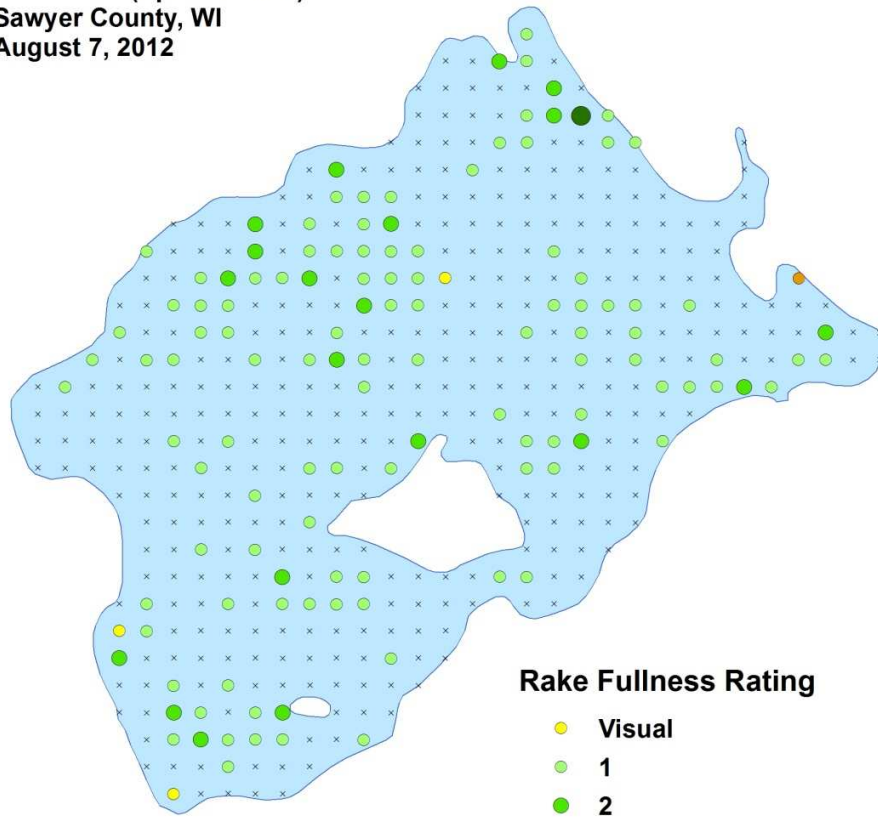 Sawyer County, WI
August 7, 2012
Rake Fullness Rating
Visual
1
2